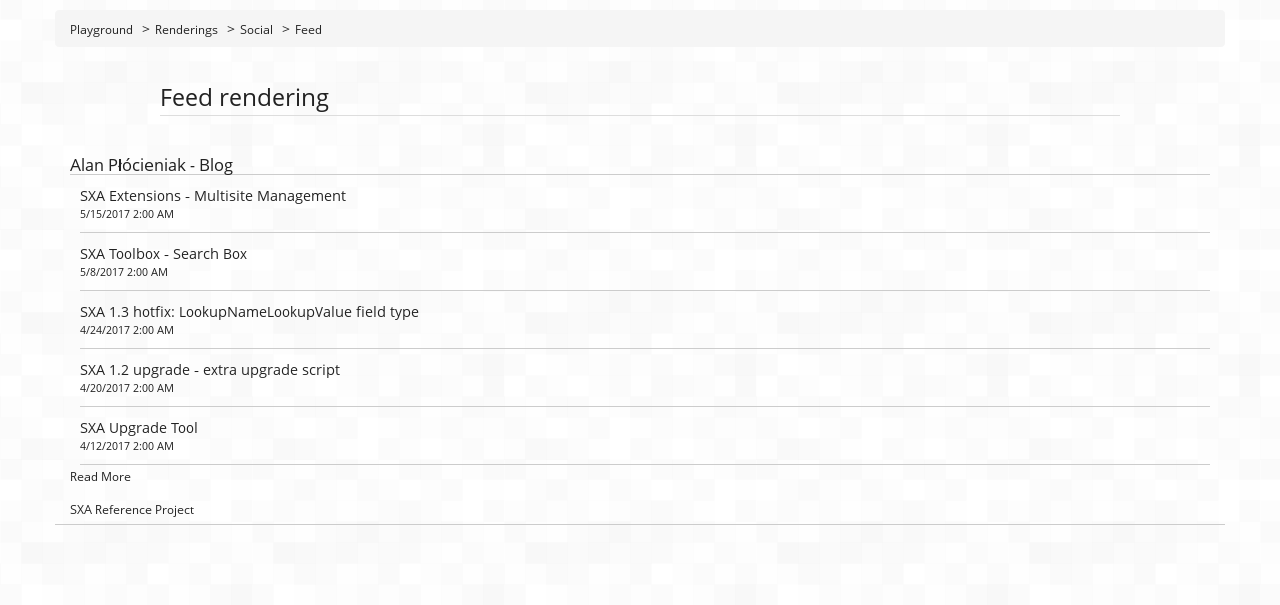 Playground > Renderings > Social > Feed
Feed rendering
Alan Płócieniak - Blog
SXA Extensions - Multisite Management
5/15/2017 2:00 AM
SXA Toolbox - Search Box
5/8/2017 2:00 AM
SXA 1.3 hotfix: LookupNameLookupValue field type
4/24/2017 2:00 AM
SXA 1.2 upgrade - extra upgrade script
4/20/2017 2:00 AM
SXA Upgrade Tool
4/12/2017 2:00 AM
Read More
SXA Reference Project